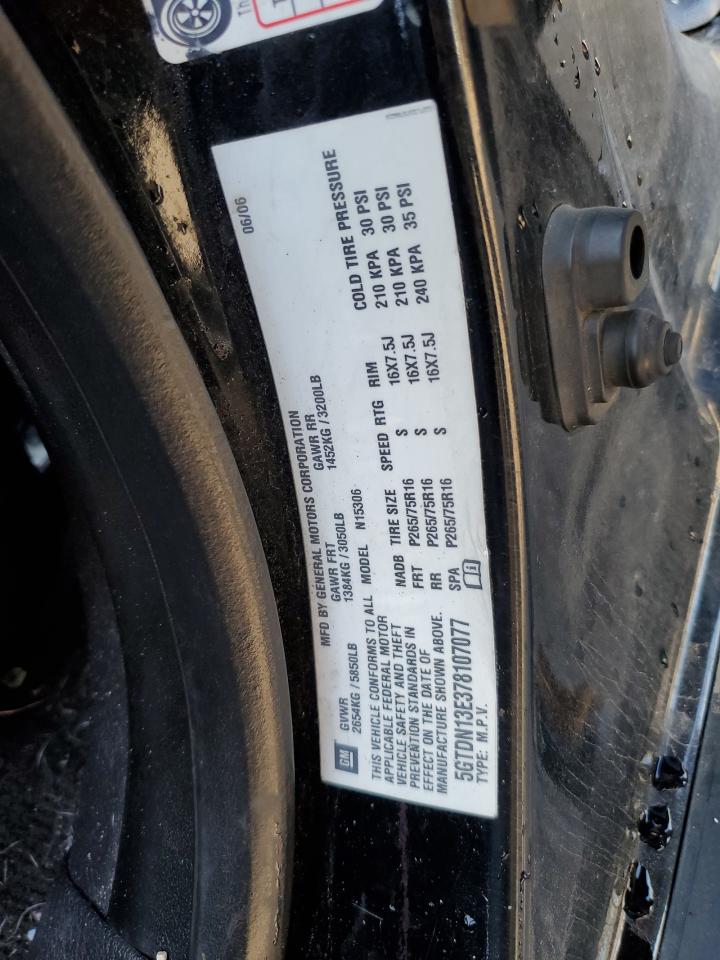 Th
MFD BY GENERAL MOTORS CORPORATION 06/06
GM GVWR GAWR FRT GAWR RR
2654KG / 5850LB 1384KG / 3050LB 1452KG / 3200LB
THIS VEHICLE CONFORMS TO ALL
APPLICABLE FEDERAL MOTOR
VEHICLE SAFETY AND THEFT
PREVENTION STANDARDS IN
EFFECT ON THE DATE OF
MANUFACTURE SHOWN ABOVE.
MODEL N15306 COLD TIRE PRESSURE
NADB TIRE SIZE SPEED RTG RIM
FRT P265/75R16 S 16X7.5J 210 KPA 30 PSI
RR P265/75R16 S 16X7.5J 210 KPA 30 PSI
SPA P265/75R16 S 16X7.5J 240 KPA 35 PSI
5GTDN13E378107077
TYPE: M.P.V.